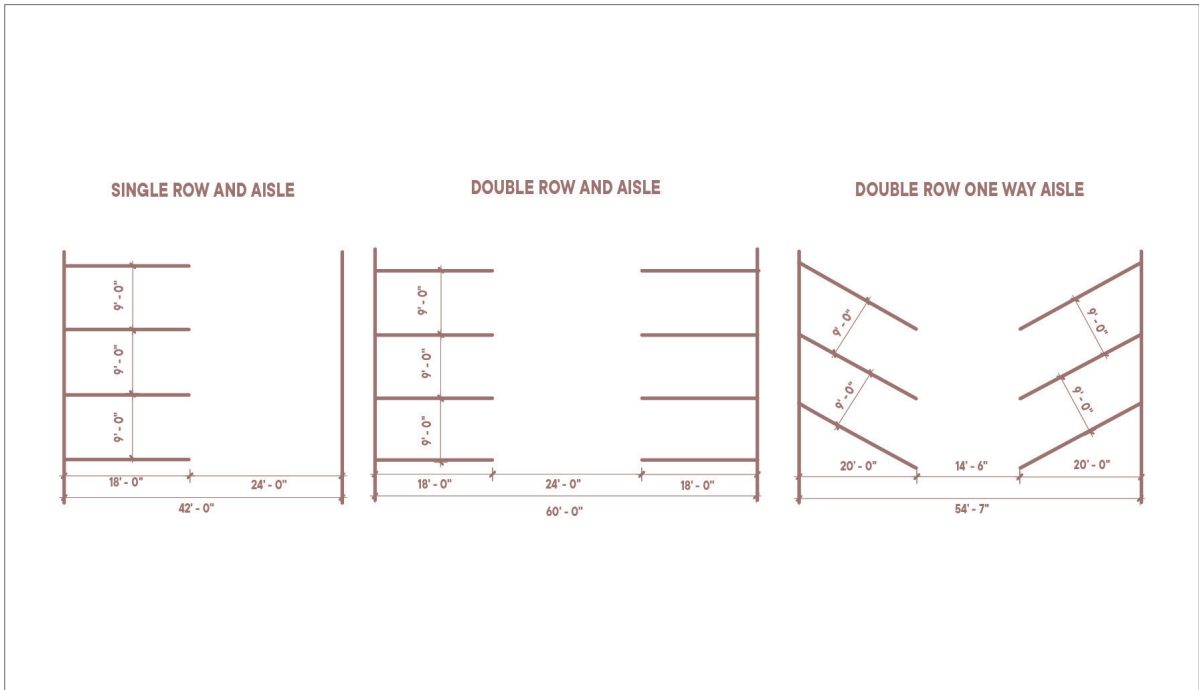 SINGLE ROW AND AISLE
9' - 0"
9' - 0"
9' - 0"
18' - 0"
24' - 0"
42' - 0"
DOUBLE ROW AND AISLE
9' - 0"
9' - 0"
9' - 0"
18' - 0"
24' - 0"
18' - 0"
60' - 0"
DOUBLE ROW ONE WAY AISLE
9' - 0"
9' - 0"
9' - 0"
9' - 0"
20' - 0"
14' - 6"
20' - 0"
54' - 7"